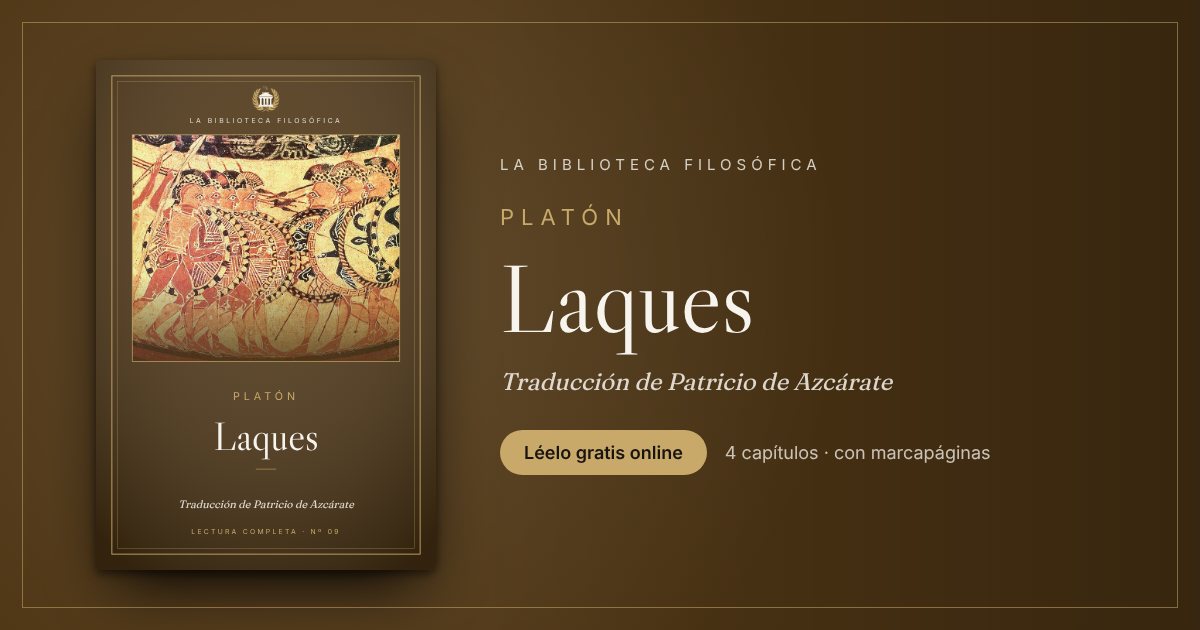 LA BIBLIOTECA FILOSÓFICA
PLATÓN
Laques
Traducción de Patricio de Azcárate
LECTURA COMPLETA · Nº 09
LA BIBLIOTECA FILOSÓFICA
PLATÓN
Laques
Traducción de Patricio de Azcárate
Léelo gratis online
4 capítulos · con marcapáginas